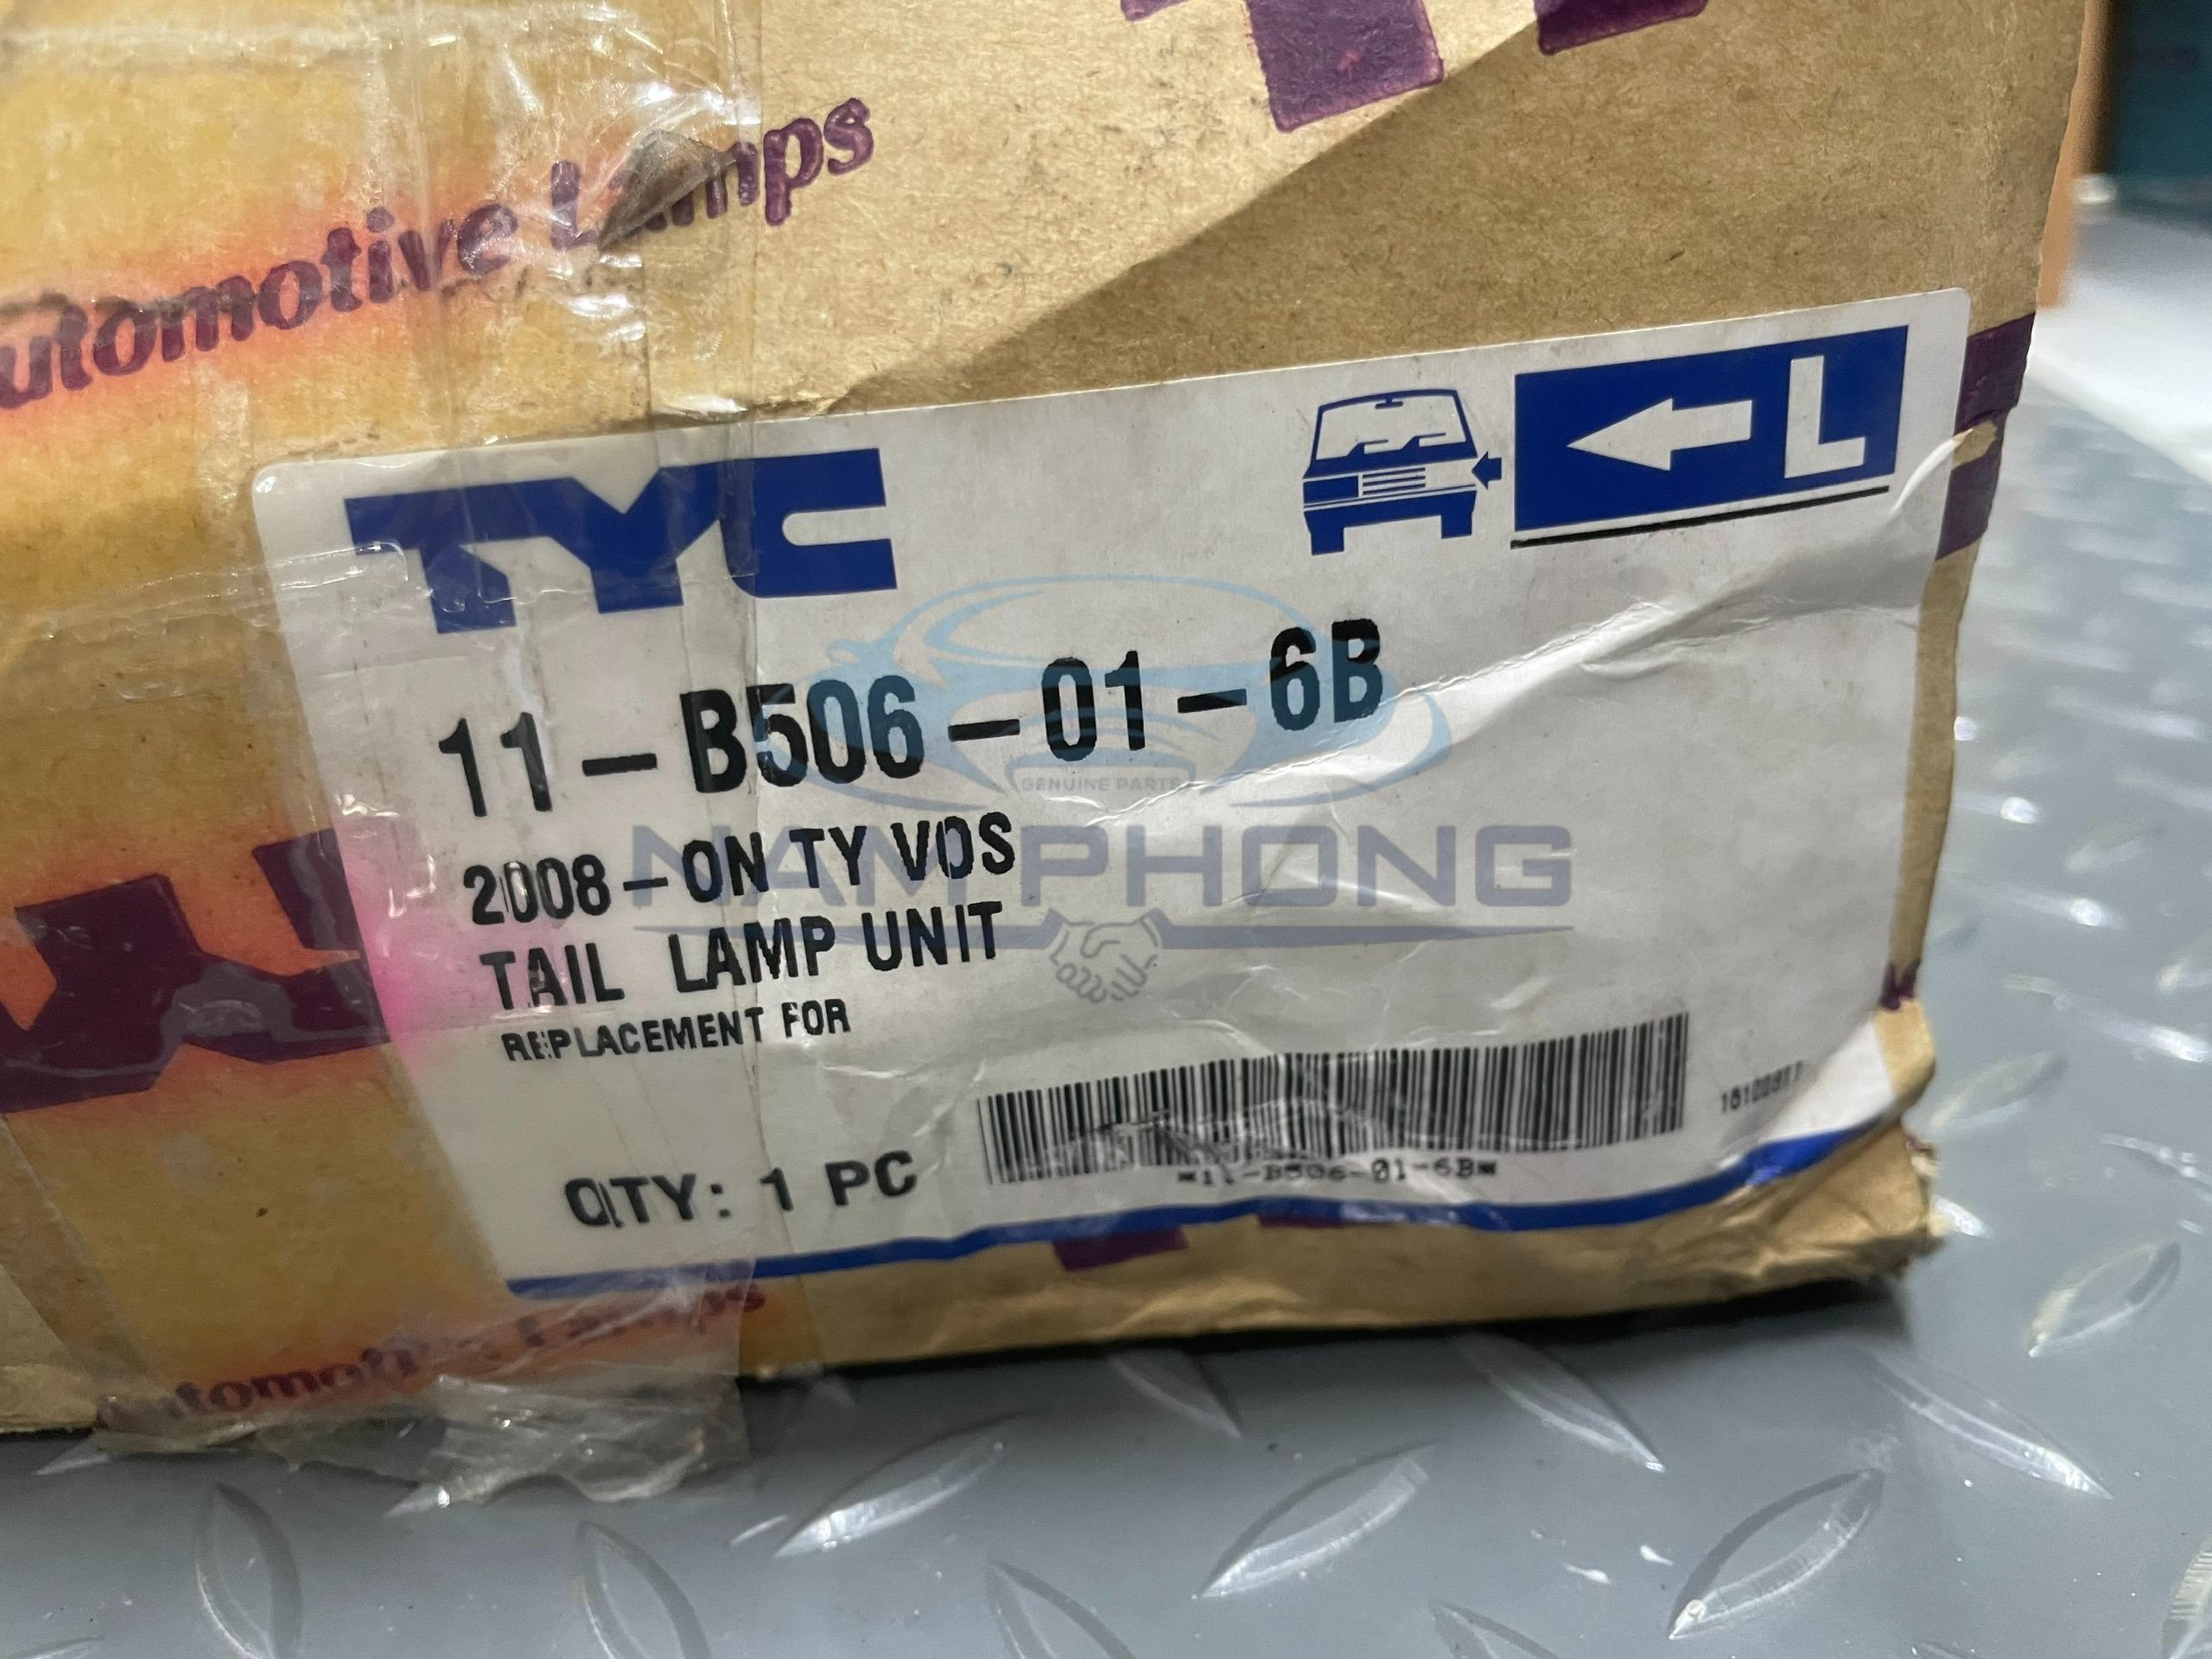 Automotive Lamps
TYC
L
11-B506-01-6B
GENUINE PARTS
2008-ON TY VOS
NAM PHONG
TAIL LAMP UNIT
REPLACEMENT FOR
QTY: 1 PC
*11-B506-01-6B*
Automotive Lamps